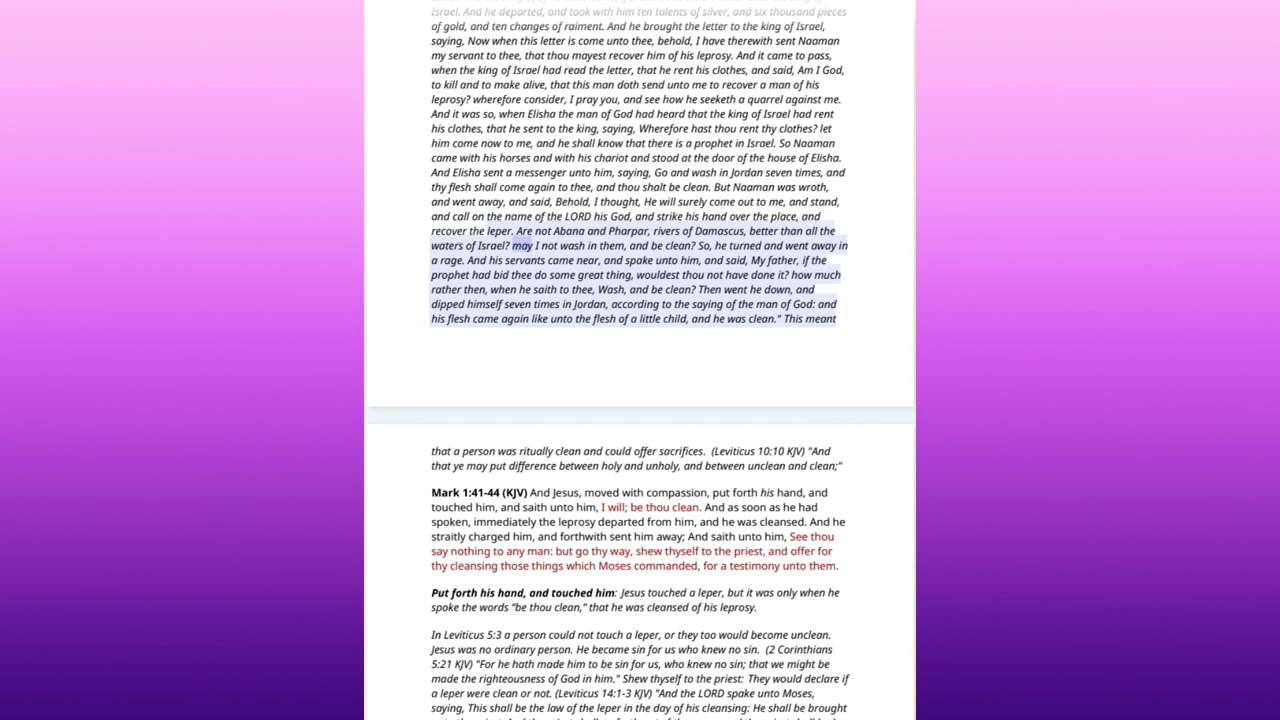 Israel. And he departed, and took with him ten talents of silver, and six thousand pieces
of gold, and ten changes of raiment. And he brought the letter to the king of Israel,
saying, Now when this letter is come unto thee, behold, I have therewith sent Naaman
my servant to thee, that thou mayest recover him of his leprosy. And it came to pass,
when the king of Israel had read the letter, that he rent his clothes, and said, Am I God,
to kill and to make alive, that this man doth send unto me to recover a man of his
leprosy? wherefore consider, I pray you, and see how he seeketh a quarrel against me.
And it was so, when Elisha the man of God had heard that the king of Israel had rent
his clothes, that he sent to the king, saying, Wherefore hast thou rent thy clothes? let
him come now to me, and he shall know that there is a prophet in Israel. So Naaman
came with his horses and with his chariot and stood at the door of the house of Elisha.
And Elisha sent a messenger unto him, saying, Go and wash in Jordan seven times, and
thy flesh shall come again to thee, and thou shalt be clean. But Naaman was wroth,
and went away, and said, Behold, I thought, He will surely come out to me, and stand,
and call on the name of the LORD his God, and strike his hand over the place, and
recover the leper. Are not Abana and Pharpar, rivers of Damascus, better than all the
waters of Israel? may I not wash in them, and be clean? So, he turned and went away in
a rage. And his servants came near, and spake unto him, and said, My father, if the
prophet had bid thee do some great thing, wouldest thou not have done it? how much
rather then, when he saith to thee, Wash, and be clean? Then went he down, and
dipped himself seven times in Jordan, according to the saying of the man of God: and
his flesh came again like unto the flesh of a little child, and he was clean." This meant
that a person was ritually clean and could offer sacrifices. (Leviticus 10:10 KJV) "And
that ye may put difference between holy and unholy, and between unclean and clean;"
Mark 1:41-44 (KJV) And Jesus, moved with compassion, put forth his hand, and
touched him, and saith unto him, I will; be thou clean. And as soon as he had
spoken, immediately the leprosy departed from him, and he was cleansed. And he
straitly charged him, and forthwith sent him away; And saith unto him, See thou
say nothing to any man: but go thy way, shew thyself to the priest, and offer for
thy cleansing those things which Moses commanded, for a testimony unto them.
Put forth his hand, and touched him: Jesus touched a leper, but it was only when he
spoke the words “be thou clean,” that he was cleansed of his leprosy.
In Leviticus 5:3 a person could not touch a leper, or they too would become unclean.
Jesus was no ordinary person. He became sin for us who knew no sin. (2 Corinthians
5:21 KJV) "For he hath made him to be sin for us, who knew no sin; that we might be
made the righteousness of God in him." Shew thyself to the priest: They would declare if
a leper were clean or not. (Leviticus 14:1-3 KJV) "And the LORD spake unto Moses,
saying, This shall be the law of the leper in the day of his cleansing: He shall be brought